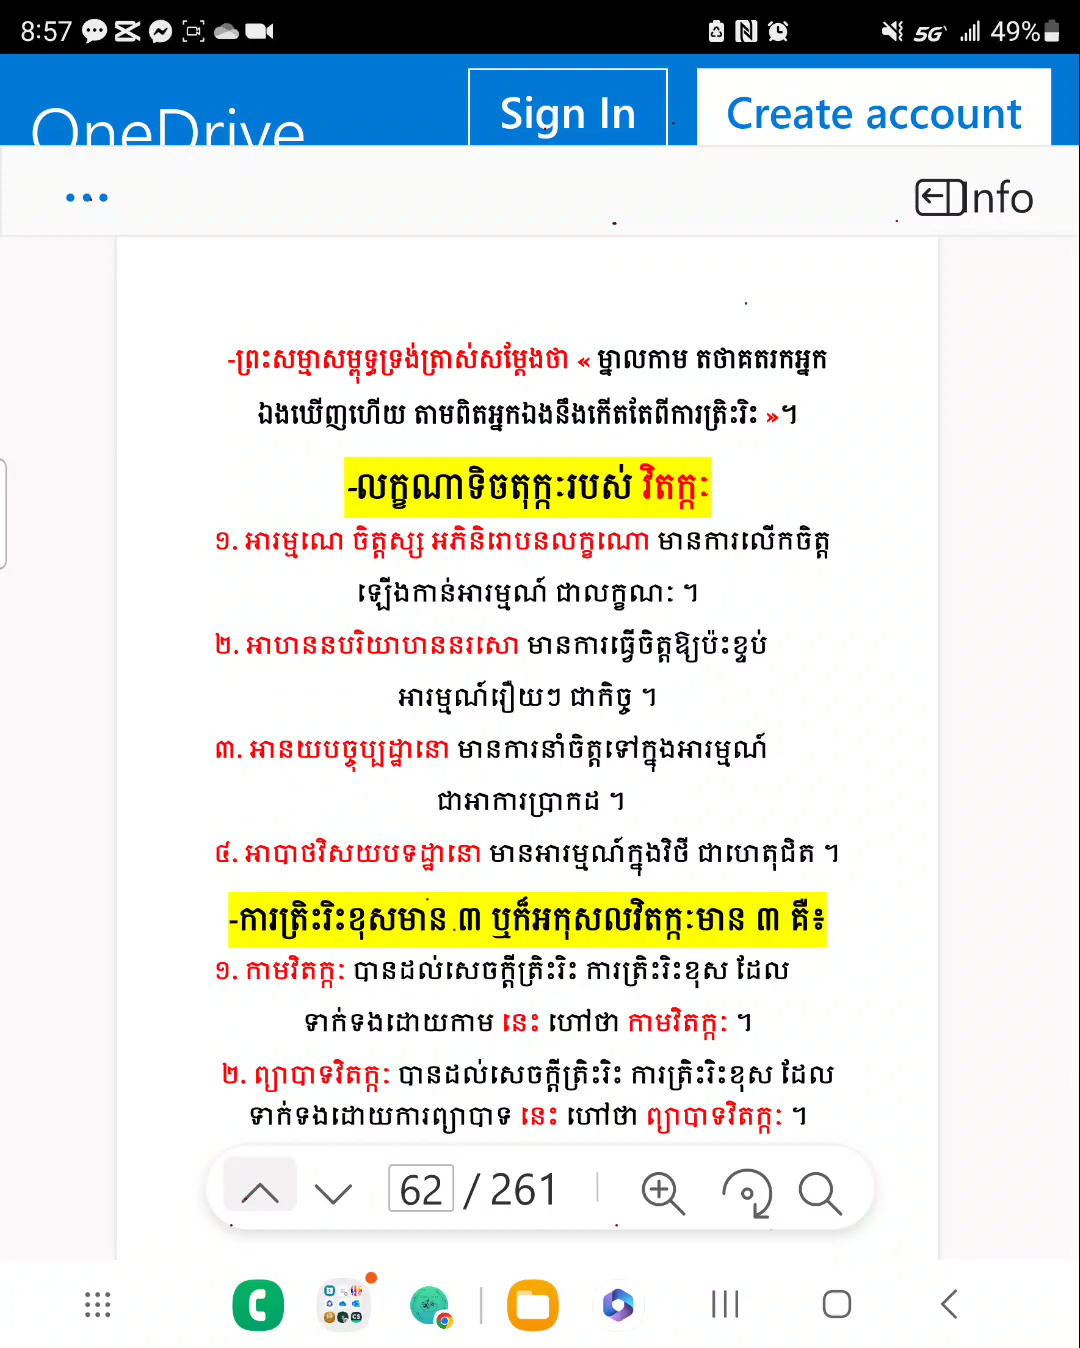 8:57
5G
49%
OneDrive
Sign In
Create account
Info
-ព្រះសម្មាសម្ពុទ្ធទ្រង់ត្រាស់សម្ដែងថា « ម្នាលកាម តថាគតរកអ្នក
ឯងឃើញហើយ តាមពិតអ្នកឯងនឹងកើតតែពីការត្រិះរិះ »។
-លក្ខណាទិចតុក្កៈរបស់ វិតក្កៈ
១. អារម្មណេ ចិត្តស្ស អភិនិរោបនលក្ខណោ មានការលើកចិត្ត
ឡើងកាន់អារម្មណ៍ ជាលក្ខណៈ ។
២. អាហននបរិយាហននរសោ មានការធ្វើចិត្តឱ្យប៉ះខ្ទប់
អារម្មណ៍រឿយៗ ជាកិច្ច ។
៣. អានយបច្ចុប្បដ្ឋានោ មានការនាំចិត្តទៅក្នុងអារម្មណ៍
ជាអាការប្រាកដ ។
៤. អាបាថវិសយបទដ្ឋានោ មានអារម្មណ៍ក្នុងវិថី ជាហេតុជិត ។
-ការត្រិះរិះខុសមាន ៣ ឬក៏អកុសលវិតក្កៈមាន ៣ គឺ៖
១. កាមវិតក្កៈ បានដល់សេចក្ដីត្រិះរិះ ការត្រិះរិះខុស ដែល
ទាក់ទងដោយកាម នេះ ហៅថា កាមវិតក្កៈ ។
២. ព្យាបាទវិតក្កៈ បានដល់សេចក្ដីត្រិះរិះ ការត្រិះរិះខុស ដែល
ទាក់ទងដោយការព្យាបាទ នេះ ហៅថា ព្យាបាទវិតក្កៈ ។
62 / 261